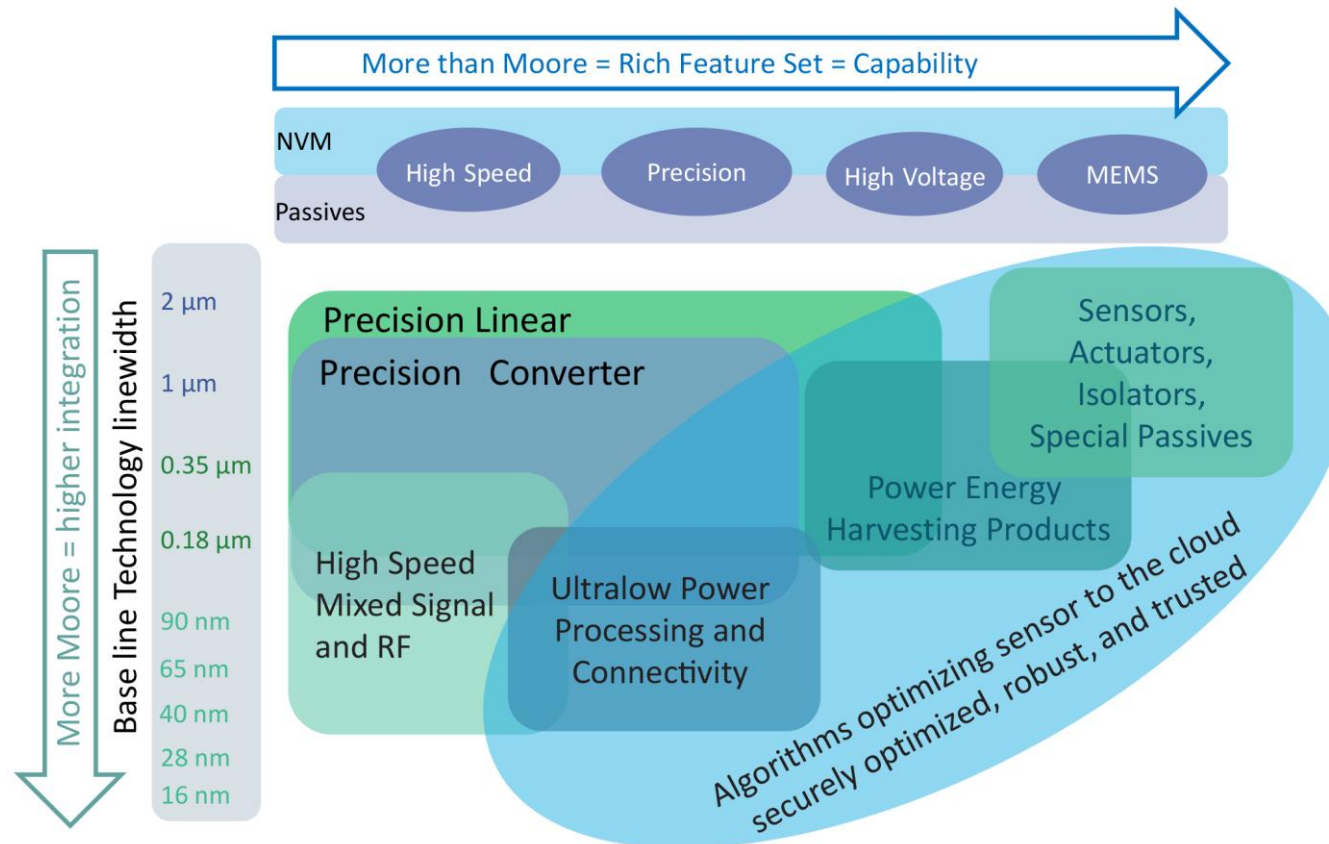 More than Moore = Rich Feature Set = Capability
NVM
High Speed
Precision
High Voltage
MEMS
Passives
More Moore = higher integration
Base line Technology linewidth
2 µm
1 µm
0.35 µm
0.18 µm
90 nm
65 nm
40 nm
28 nm
16 nm
Precision Linear
Precision Converter
High Speed
Mixed Signal
and RF
Ultralow Power
Processing and
Connectivity
Power Energy
Harvesting Products
Sensors,
Actuators,
Isolators,
Special Passives
Algorithms optimizing sensor to the cloud
securely optimized, robust, and trusted